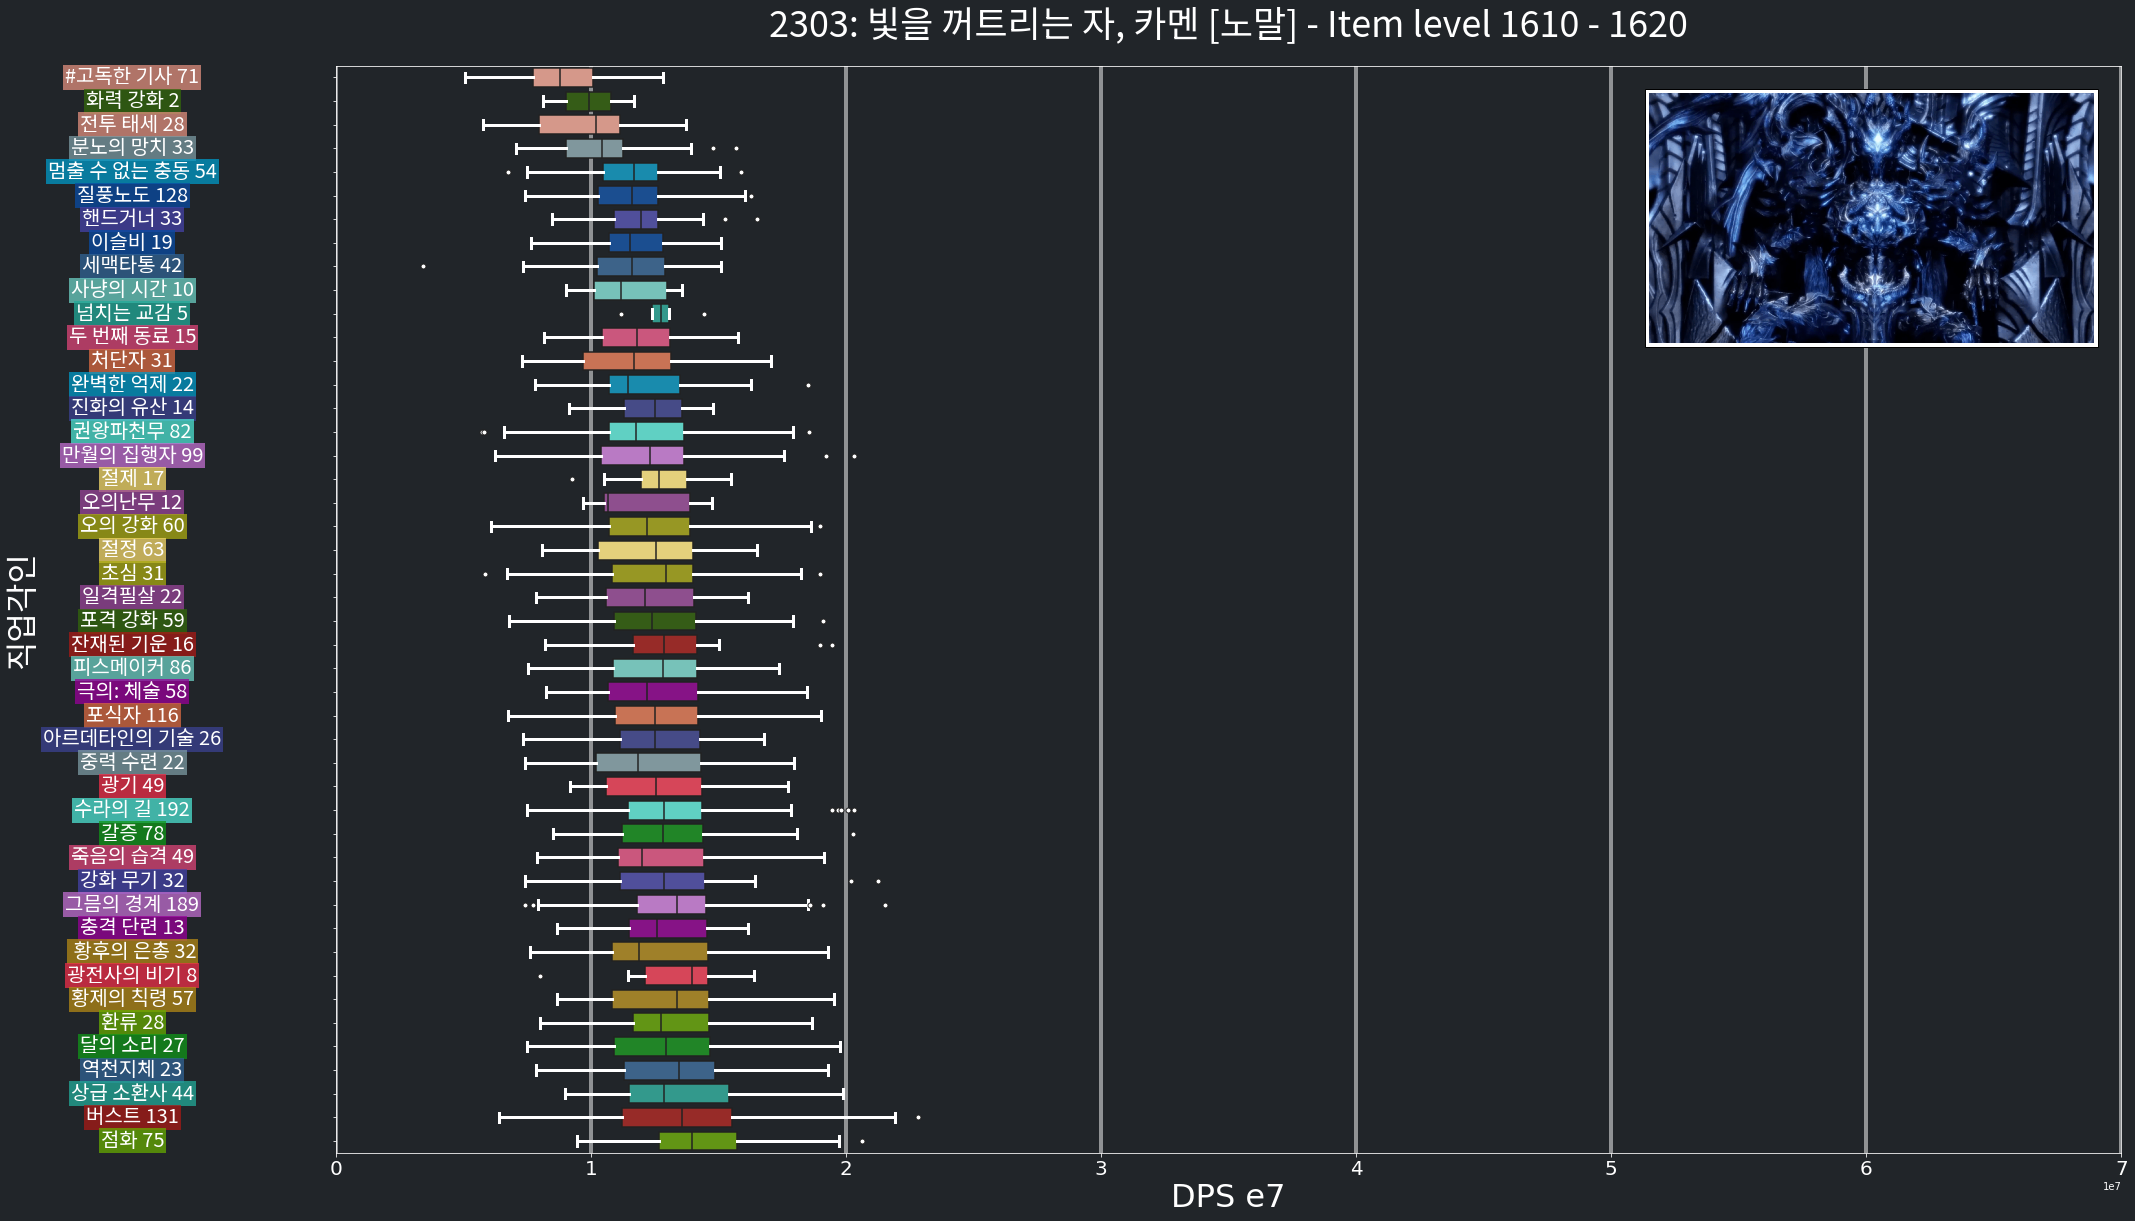 2303: 빛을 꺼트리는 자, 카멘 [노말] - Item level 1610 - 1620
#고독한 기사 71
화력 강화 2
전투 태세 28
분노의 망치 33
멈출 수 없는 충동 54
질풍노도 128
핸드거너 33
이슬비 19
세맥타통 42
사냥의 시간 10
넘치는 교감 5
두 번째 동료 15
처단자 31
완벽한 억제 22
진화의 유산 14
권왕파천무 82
만월의 집행자 99
절제 17
오의난무 12
오의 강화 60
절정 63
초심 31
일격필살 22
포격 강화 59
잔재된 기운 16
피스메이커 86
극의: 체술 58
포식자 116
아르데타인의 기술 26
중력 수련 22
광기 49
수라의 길 192
갈증 78
죽음의 습격 49
강화 무기 32
그믐의 경계 189
충격 단련 13
황후의 은총 32
광전사의 비기 8
황제의 칙령 57
환류 28
달의 소리 27
역천지체 23
상급 소환사 44
버스트 131
점화 75
직업각인
0 1 2 3 4 5 6 7
1e7
DPS e7